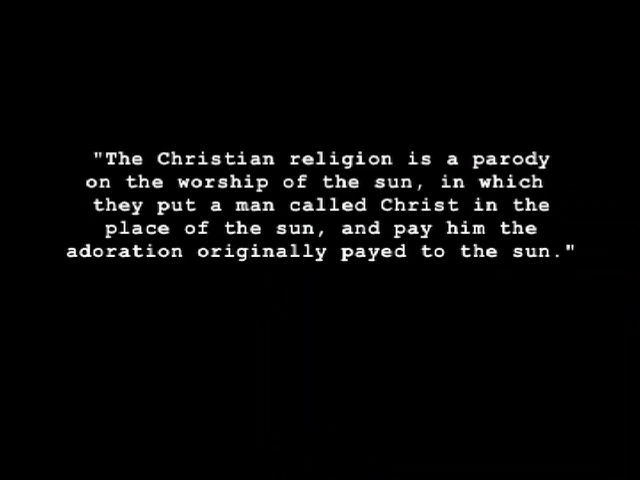 "The Christian religion is a parody
on the worship of the sun, in which
they put a man called Christ in the
place of the sun, and pay him the
adoration originally payed to the sun."